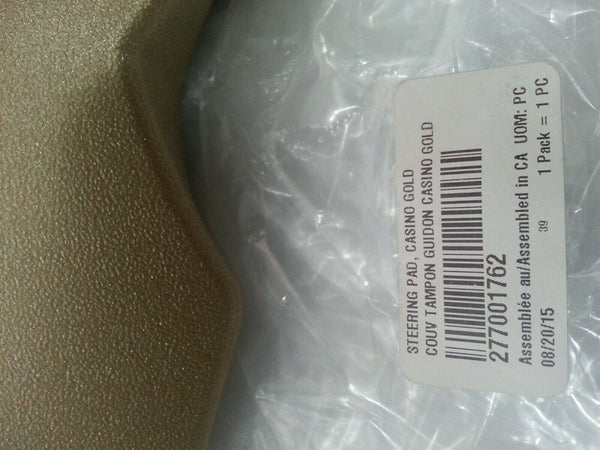 STEERING PAD, CASINO GOLD
COUV TAMPON GUIDON CASINO GOLD
277001762
Assemblée au/Assembled in CA UOM: PC
08/20/15 39 1 Pack = 1 PC